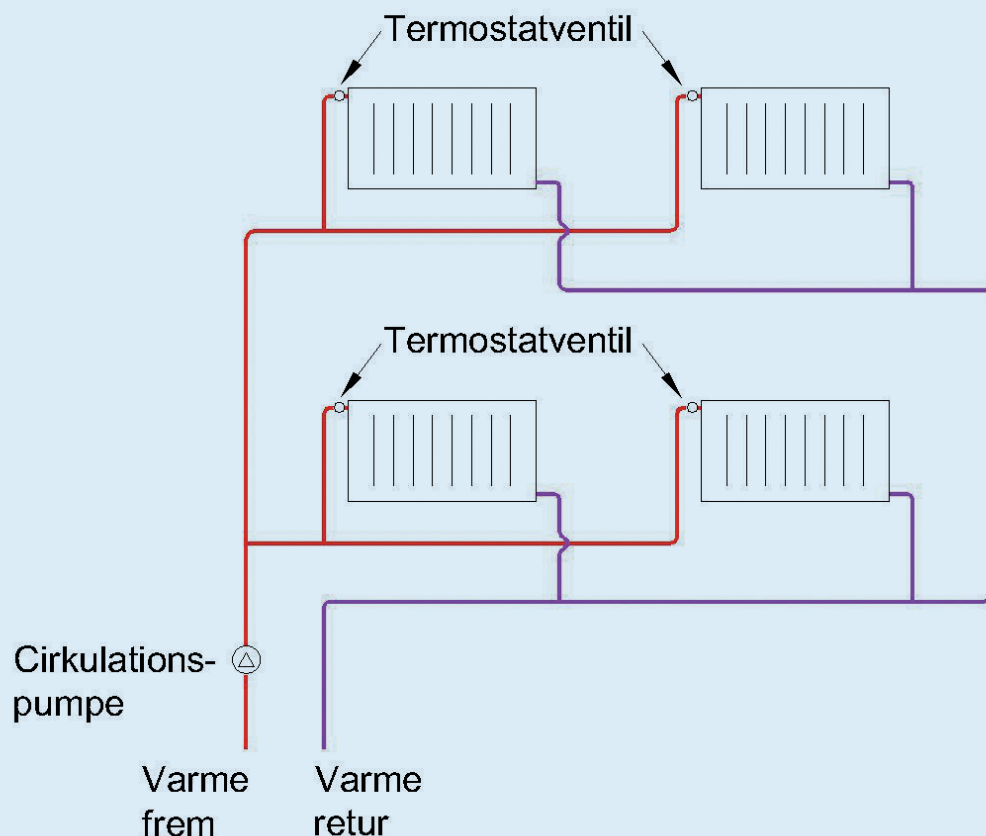 Termostatventil
Termostatventil
Cirkulations-
pumpe
Varme
frem
Varme
retur